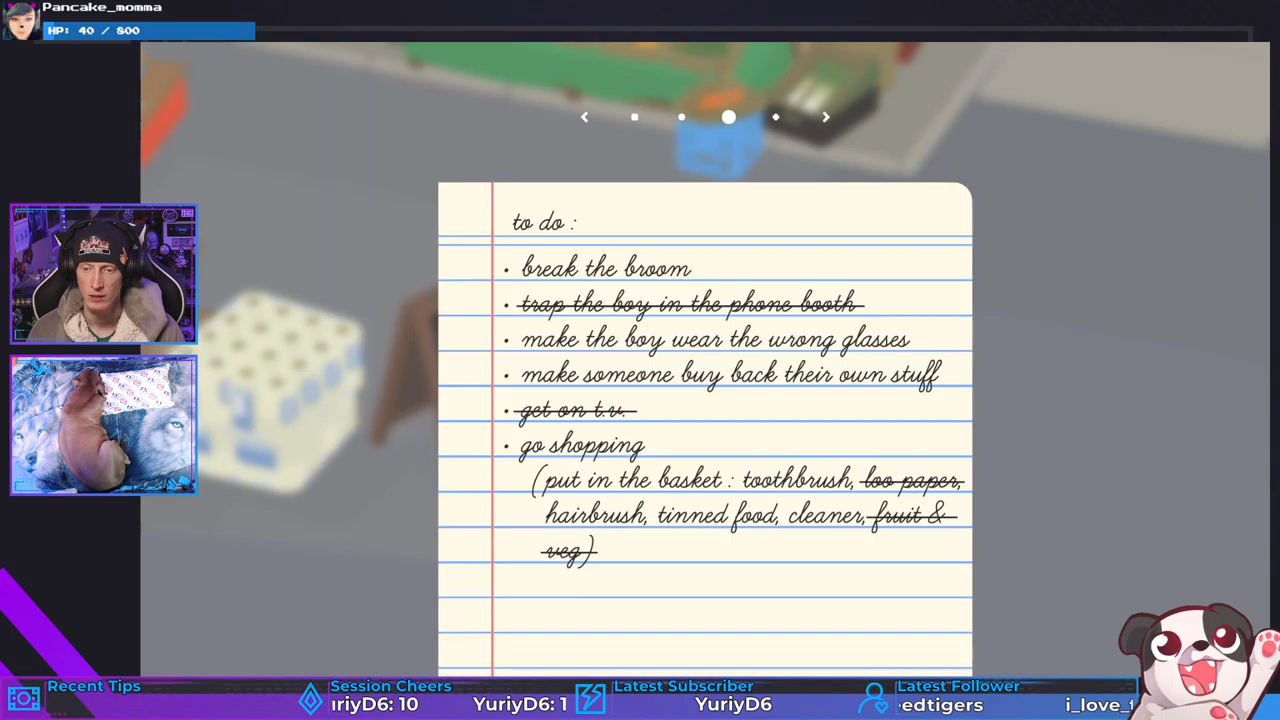 Pancake_momma
HP: 40 / 800
to do :
• break the broom
• trap the boy in the phone booth
• make the boy wear the wrong glasses
• make someone buy back their own stuff
• get on t.v.
• go shopping
(put in the basket : toothbrush, loo paper,
hairbrush, tinned food, cleaner, fruit &
veg)
Recent Tips
Session Cheers
Latest Subscriber
Latest Follower
uriyD6: 10
YuriyD6: 1
YuriyD6
edtigers
i_love_